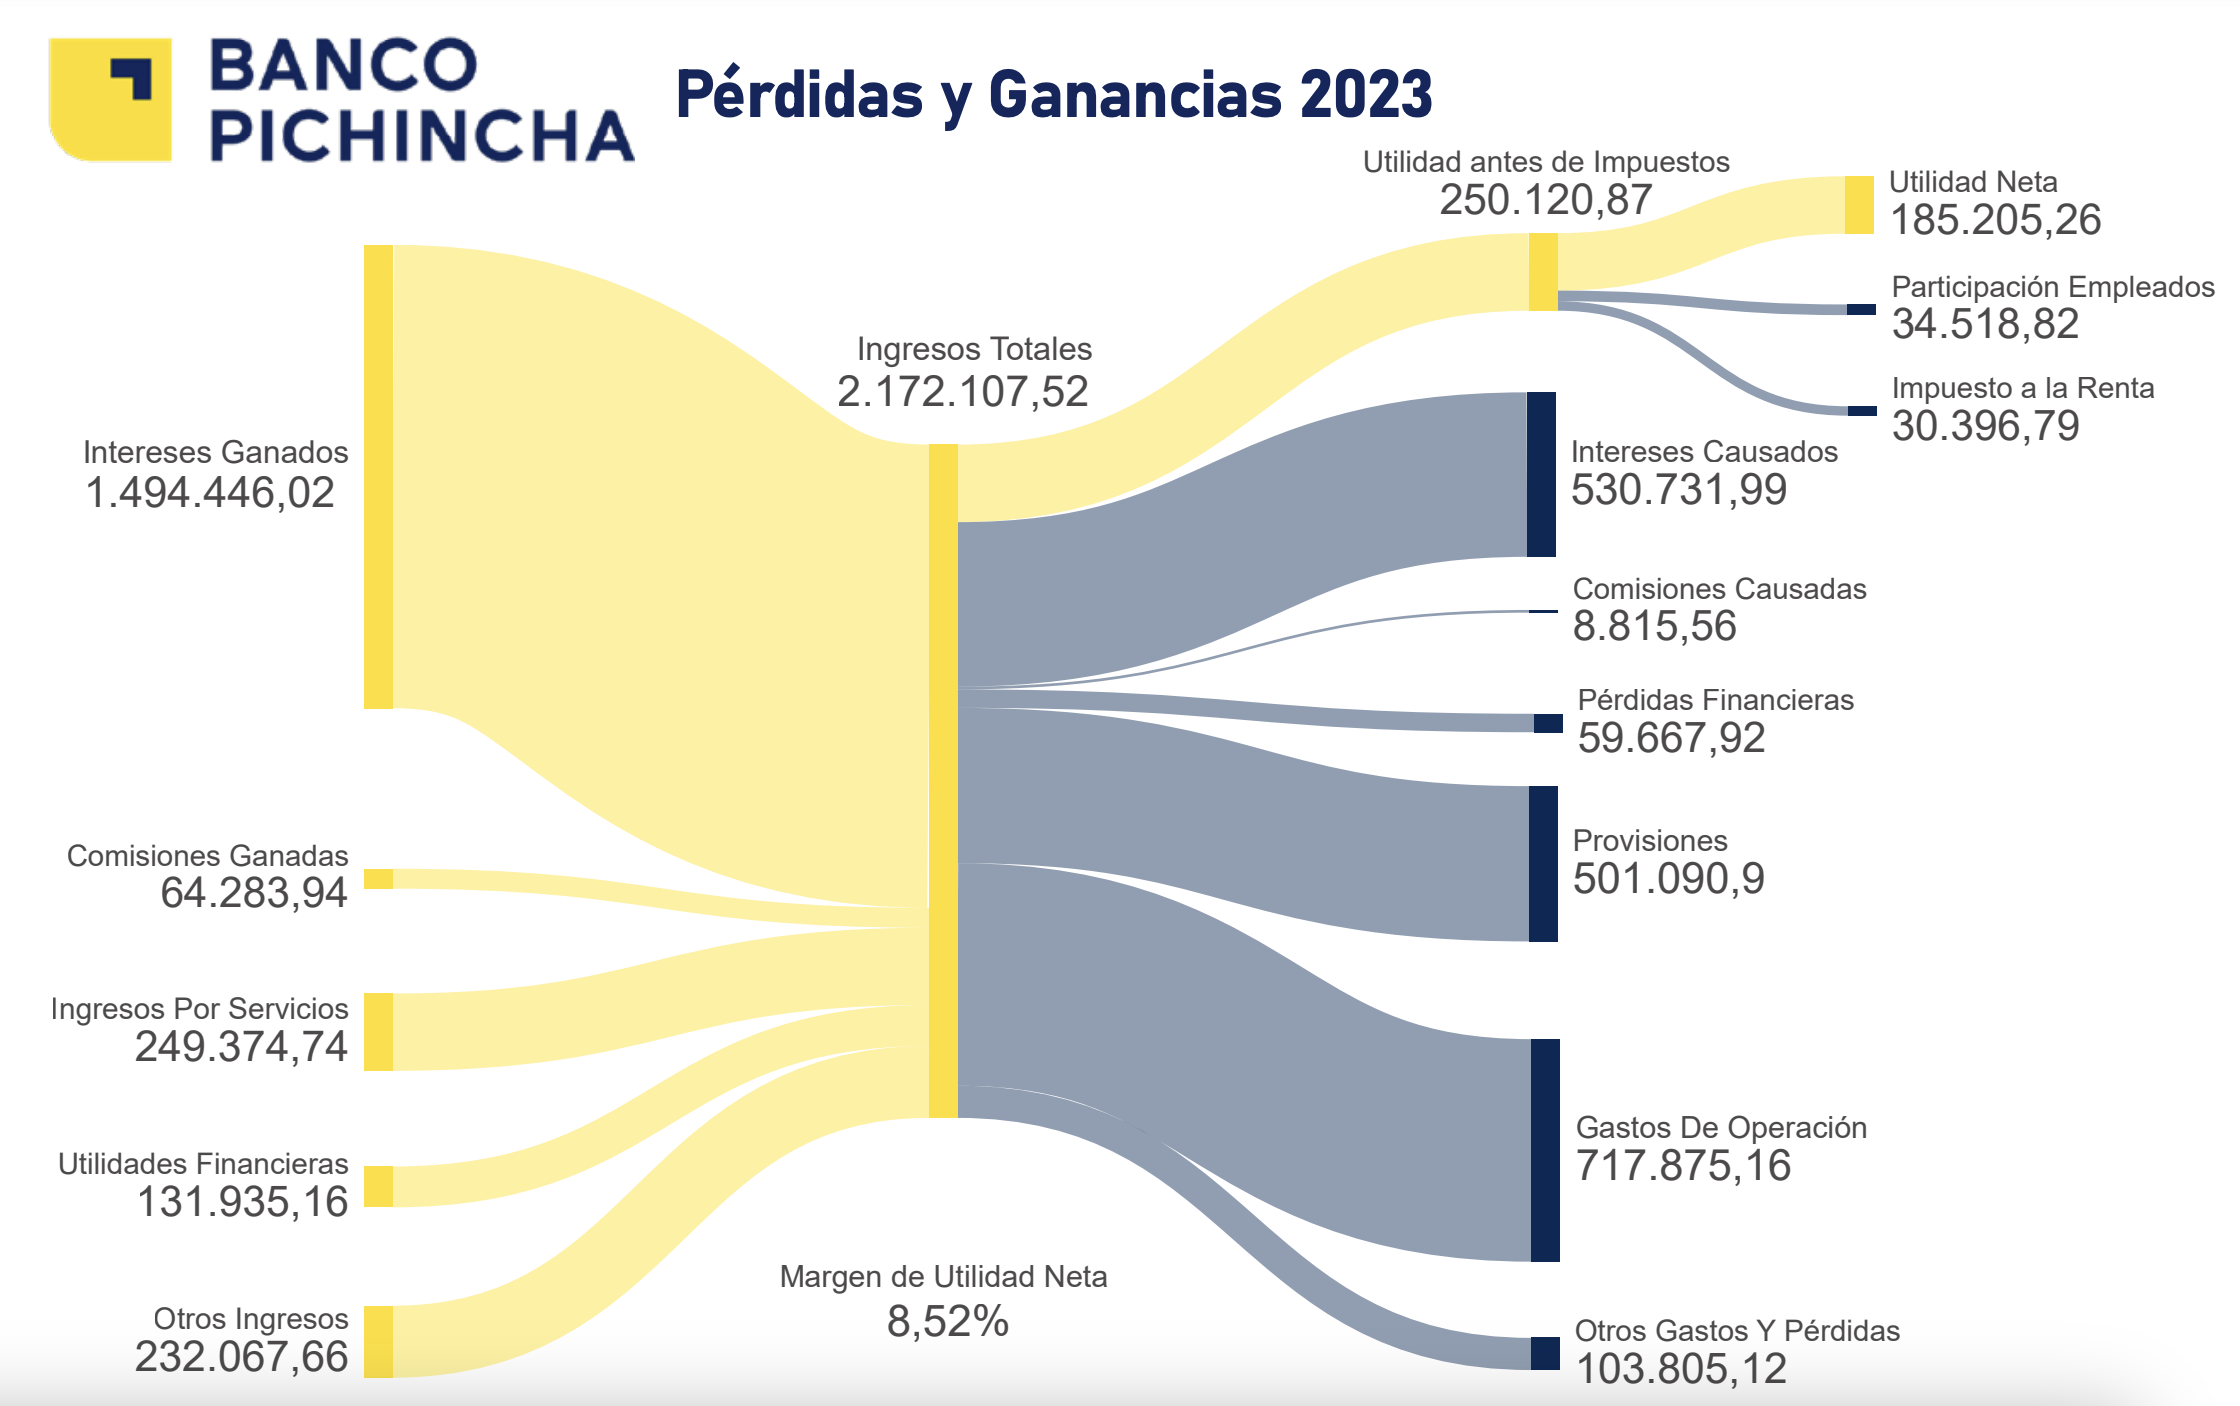 BANCO
PICHINCHA
Pérdidas y Ganancias 2023
Intereses Ganados
1.494.446,02
Comisiones Ganadas
64.283,94
Ingresos Por Servicios
249.374,74
Utilidades Financieras
131.935,16
Otros Ingresos
232.067,66
Ingresos Totales
2.172.107,52
Margen de Utilidad Neta
8,52%
Utilidad antes de Impuestos
250.120,87
Utilidad Neta
185.205,26
Participación Empleados
34.518,82
Impuesto a la Renta
30.396,79
Intereses Causados
530.731,99
Comisiones Causadas
8.815,56
Pérdidas Financieras
59.667,92
Provisiones
501.090,9
Gastos De Operación
717.875,16
Otros Gastos Y Pérdidas
103.805,12